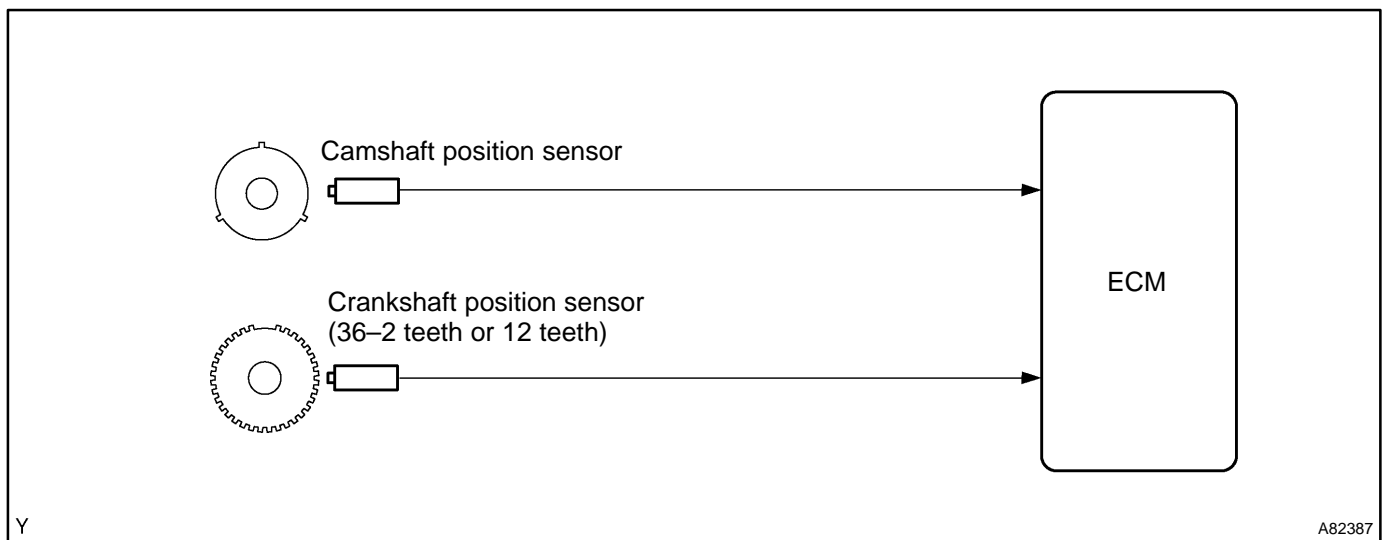 Camshaft position sensor
Crankshaft position sensor
(36–2 teeth or 12 teeth)
ECM
Y
A82387